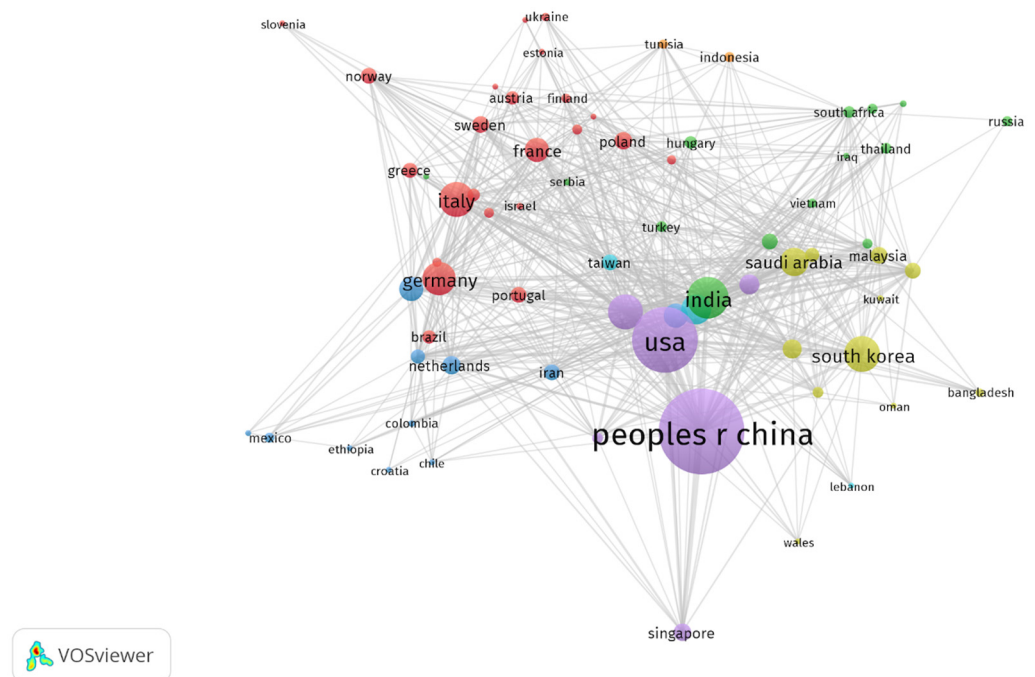 slovenia
ukraine
estonia
tunisia
indonesia
norway
austria
finland
south africa
russia
sweden
france
poland
hungary
thailand
iraq
greece
serbia
italy
israel
vietnam
turkey
taiwan
saudi arabia
malaysia
germany
portugal
india
kuwait
brazil
usa
south korea
netherlands
iran
bangladesh
oman
colombia
peoples r china
mexico
ethiopia
croatia
chile
lebanon
wales
singapore
VOSviewer